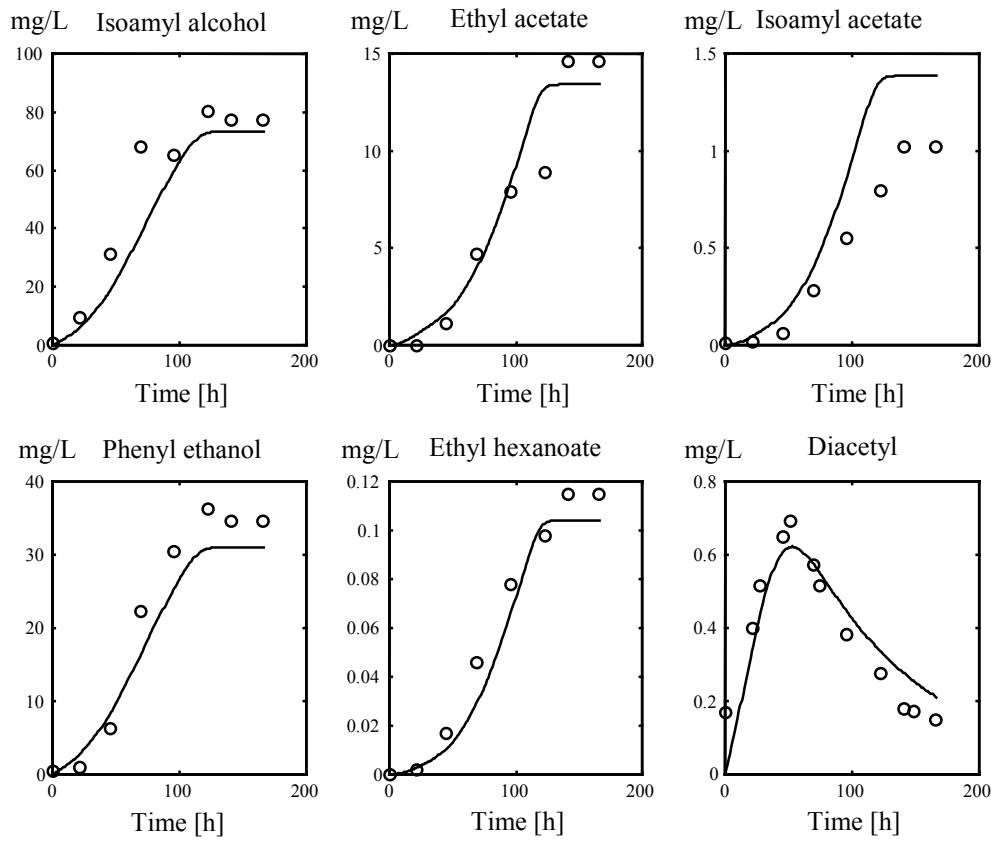 mg/L Isoamyl alcohol
100
80
60
40
20
0
0 100 200
Time [h]
mg/L Ethyl acetate
15
10
5
0
0 100 200
Time [h]
mg/L Isoamyl acetate
1.5
1
0.5
0
0 100 200
Time [h]
mg/L Phenyl ethanol
40
30
20
10
0
0 100 200
Time [h]
mg/L Ethyl hexanoate
0.12
0.1
0.08
0.06
0.04
0.02
0
0 100 200
Time [h]
mg/L Diacetyl
0.8
0.6
0.4
0.2
0
0 100 200
Time [h]